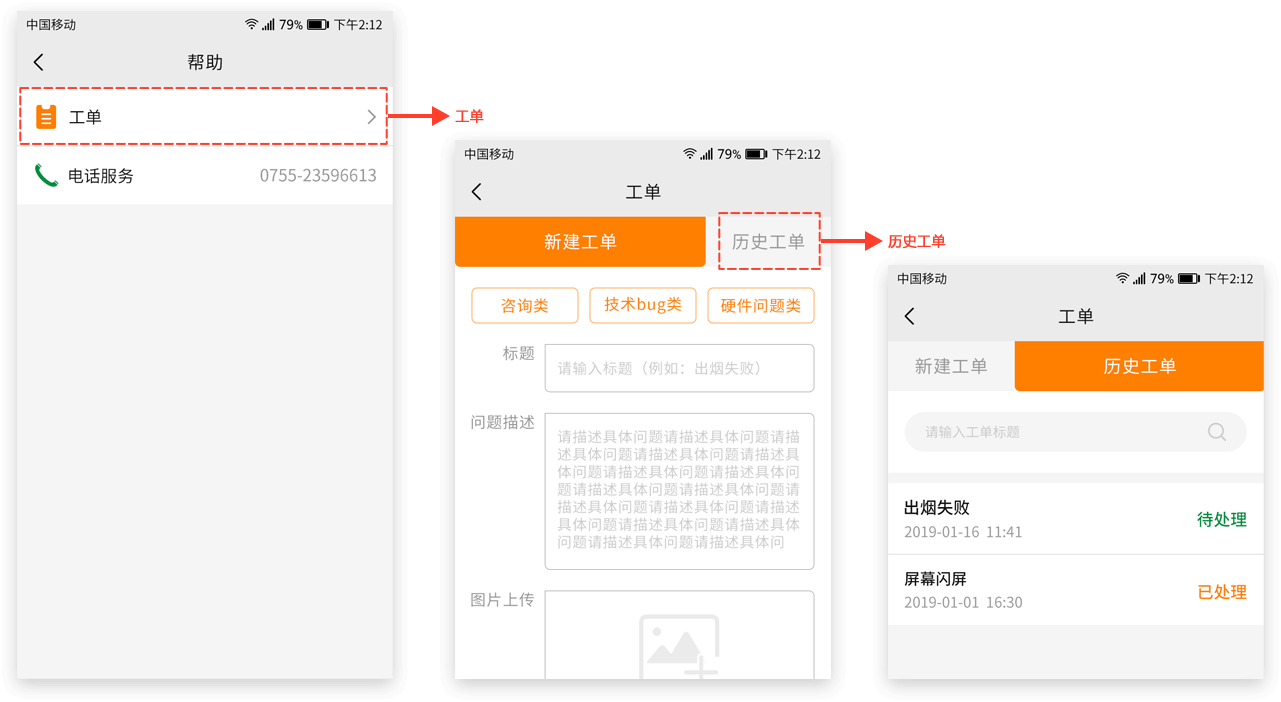 中国移动
79%
下午2:12
帮助
工单
电话服务
0755-23596613
工单
中国移动
79%
下午2:12
工单
新建工单
历史工单
咨询类
技术bug类
硬件问题类
标题
请输入标题（例如：出烟失败）
问题描述
请描述具体问题请描述具体问题请描
述具体问题请描述具体问题请描述具
体问题请描述具体问题请描述具体问
题请描述具体问题请描述具体问题请
描述具体问题请描述具体问题请描述
具体问题请描述具体问题请描述具体
问题请描述具体问题请描述具体问
图片上传
历史工单
中国移动
79%
下午2:12
工单
新建工单
历史工单
请输入工单标题
出烟失败
2019-01-16 11:41
待处理
屏幕闪屏
2019-01-01 16:30
已处理